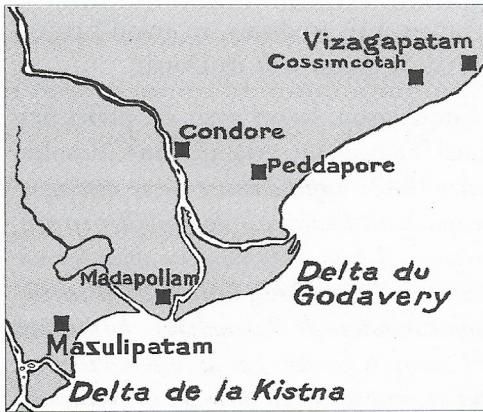 Vizagapatam
Cossimcotah
Condore
Peddapore
Delta du
Godavery
Madapollam
Masulipatam
Delta de la Kistna